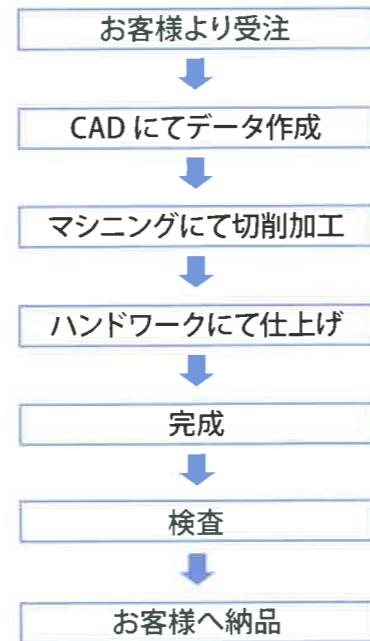 お客様より受注
CADにてデータ作成
マシニングにて切削加工
ハンドワークにて仕上げ
完成
検査
お客様へ納品